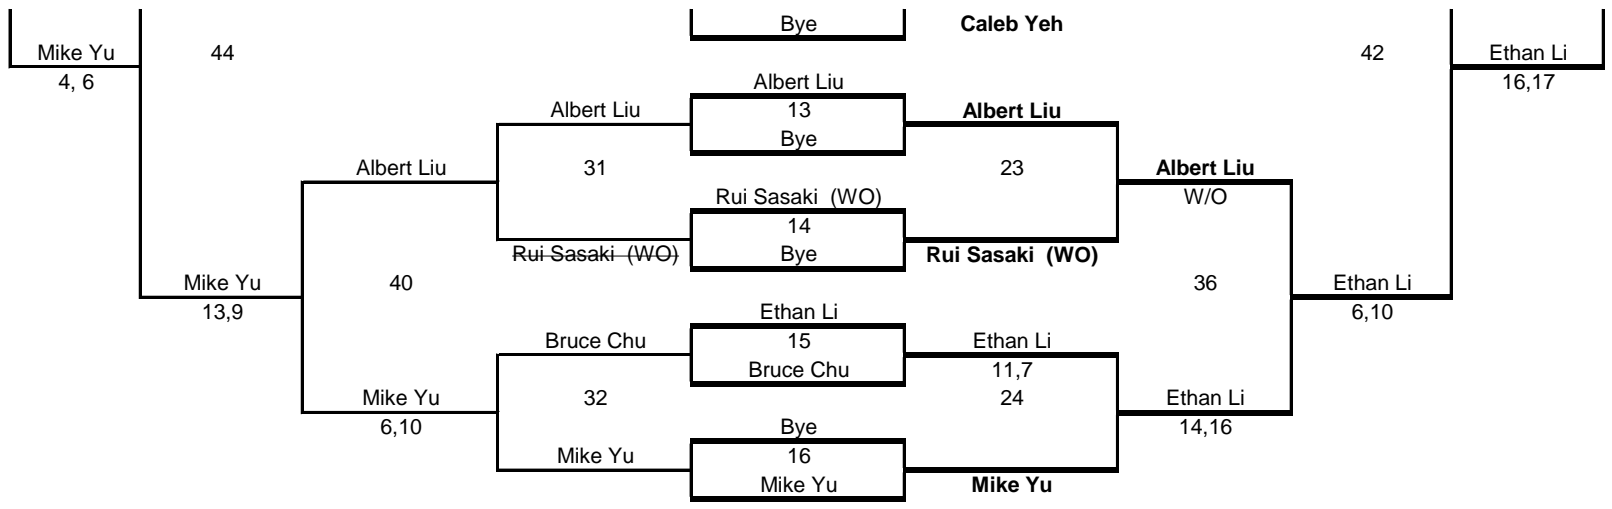 Bye Caleb Yeh
Mike Yu 44 42 Ethan Li
4, 6 Albert Liu 16,17
Albert Liu 13 Albert Liu
Bye
Albert Liu 31 23 Albert Liu
Rui Sasaki (WO) W/O
14
Rui Sasaki (WO) Bye Rui Sasaki (WO)
Mike Yu 40 36 Ethan Li
13,9 Ethan Li 6,10
Bruce Chu 15 Ethan Li
Bruce Chu 11,7
Mike Yu 32 24 Ethan Li
6,10 Bye 14,16
Mike Yu 16
Mike Yu Mike Yu